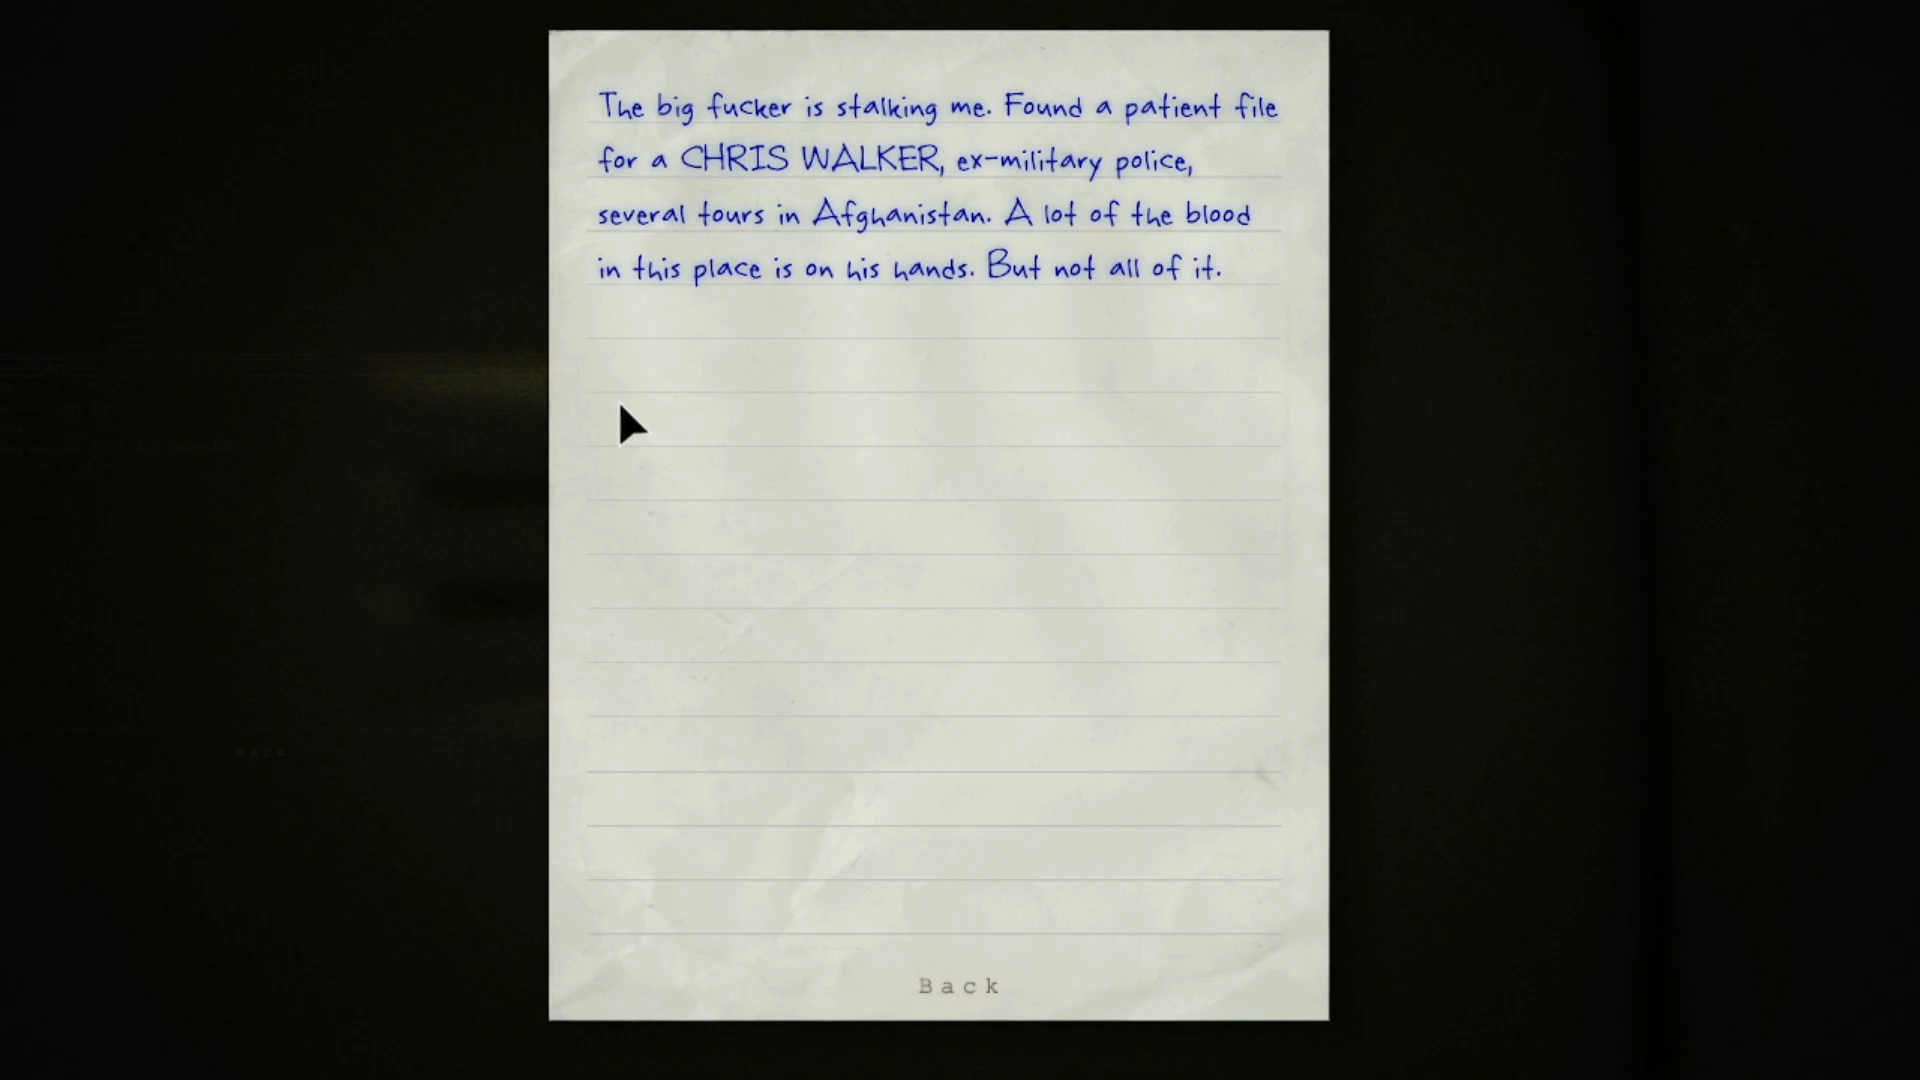 The big fucker is stalking me. Found a patient file
for a CHRIS WALKER, ex-military police,
several tours in Afghanistan. A lot of the blood
in this place is on his hands. But not all of it.
Back